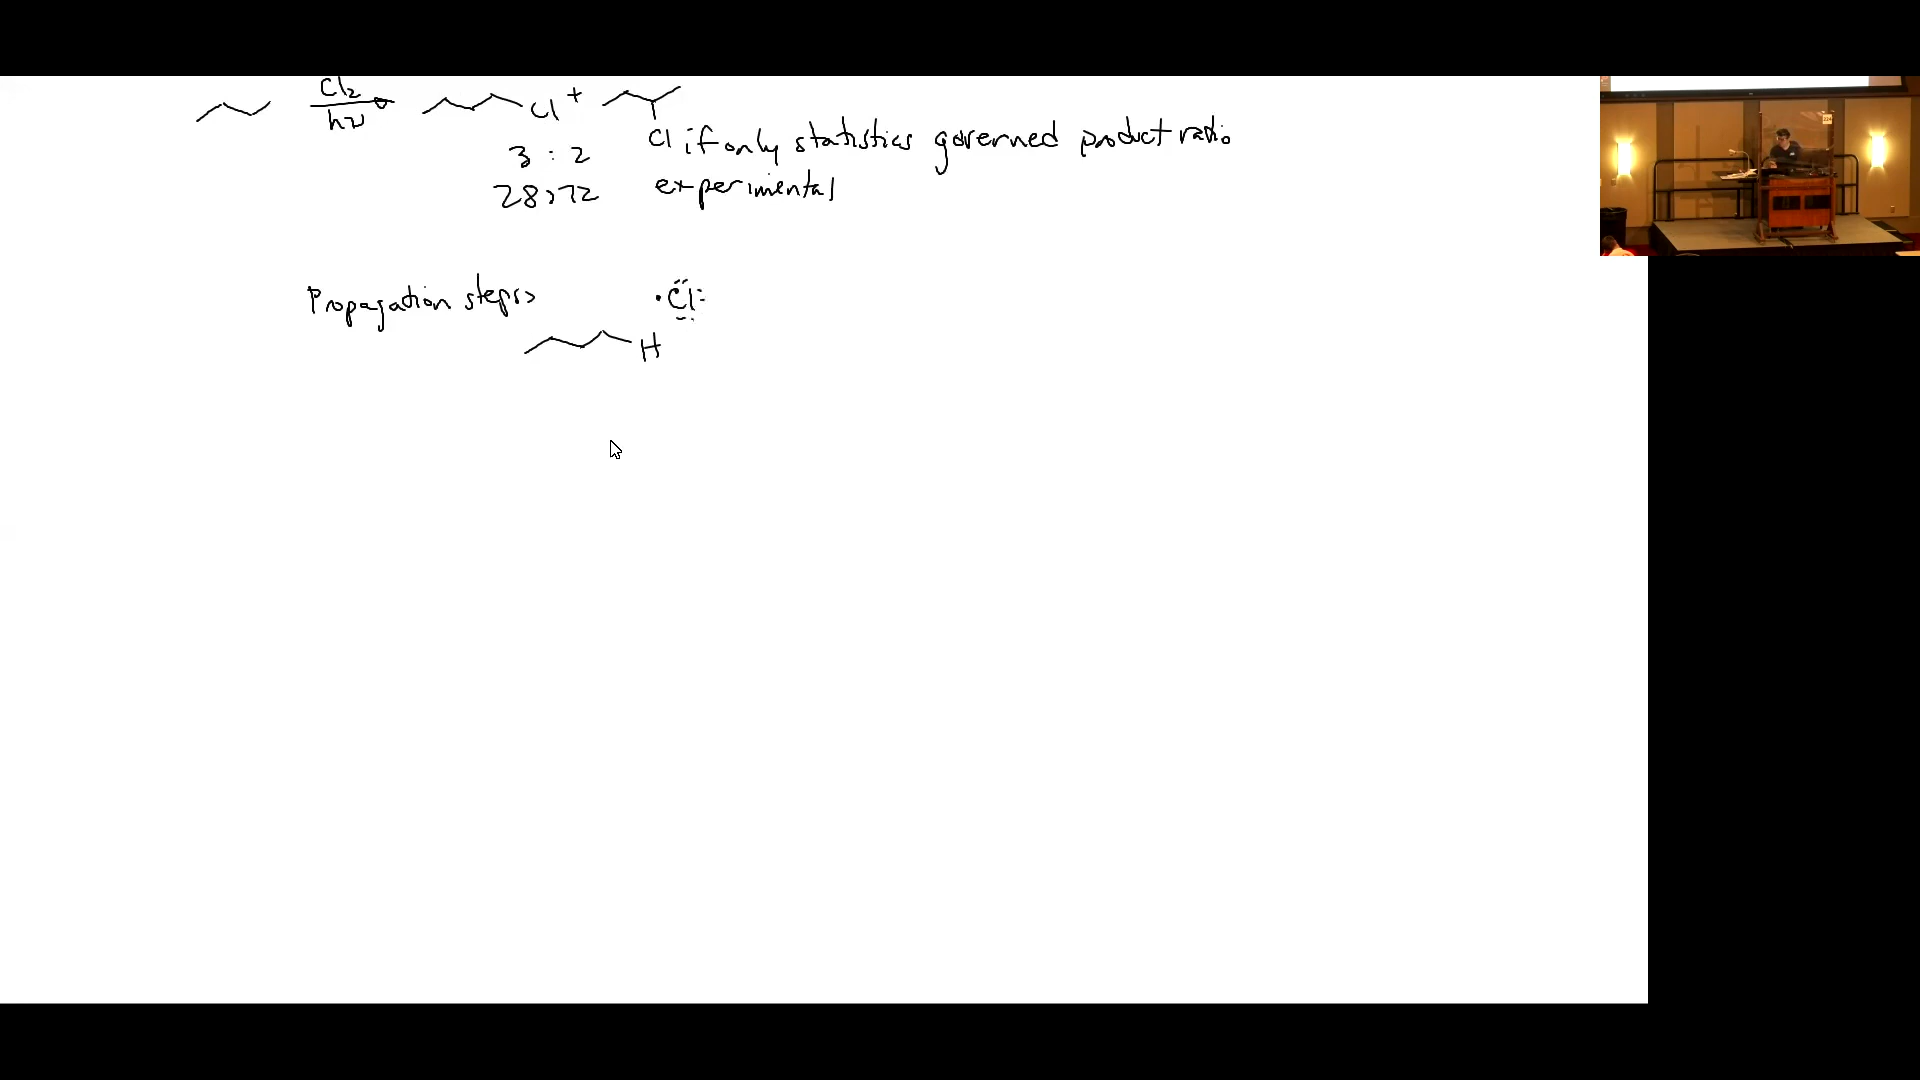 Cl₂
hν
Cl +
Cl if only statistics governed product ratio
3 : 2
28:72 experimental
Propagation steps:
·Cl:
H